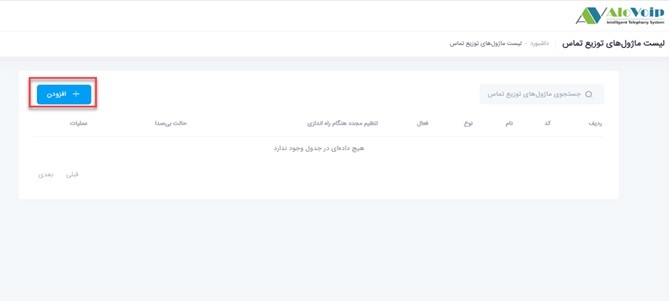 AloVoip
Intelligent Telephony System
لیست ماژول‌های توزیع تماس
داشبورد - لیست ماژول‌های توزیع تماس
جستجوی ماژول‌های توزیع تماس
افزودن +
ردیف کد نام نوع فعال تنظیم مجدد هنگام راه اندازی حالت بی‌صدا عملیات
هیچ داده‌ای در جدول وجود ندارد
قبلی بعدی